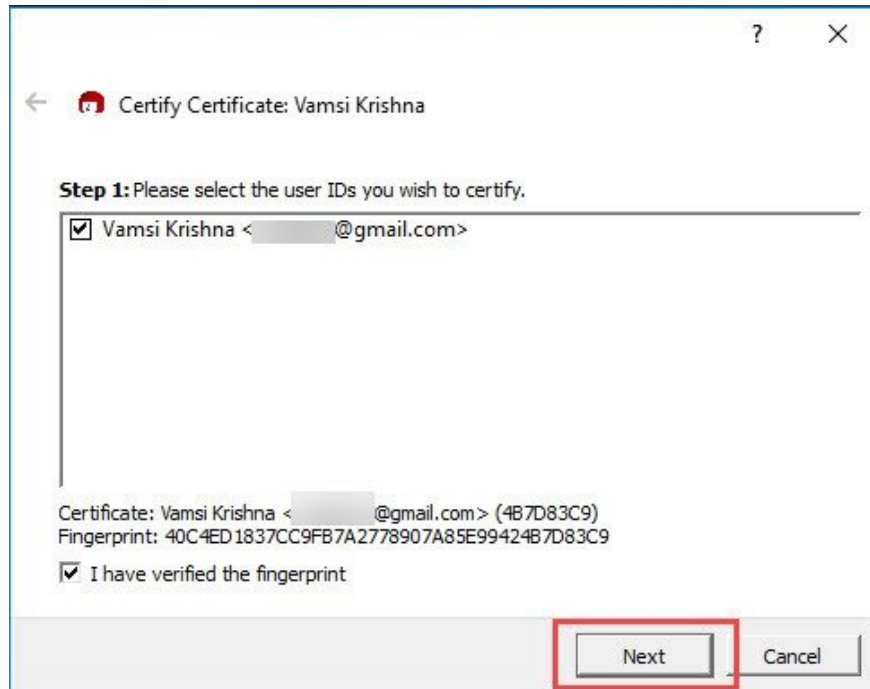 ?
Certify Certificate: Vamsi Krishna
Step 1: Please select the user IDs you wish to certify.
Vamsi Krishna < @gmail.com>
Certificate: Vamsi Krishna < @gmail.com> (4B7D83C9)
Fingerprint: 40C4ED1837CC9FB7A2778907A85E99424B7D83C9
I have verified the fingerprint
Next Cancel